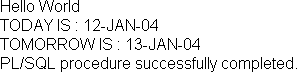 Hello World
TODAY IS : 12-JAN-04
TOMORROW IS : 13-JAN-04
PL/SQL procedure successfully completed.